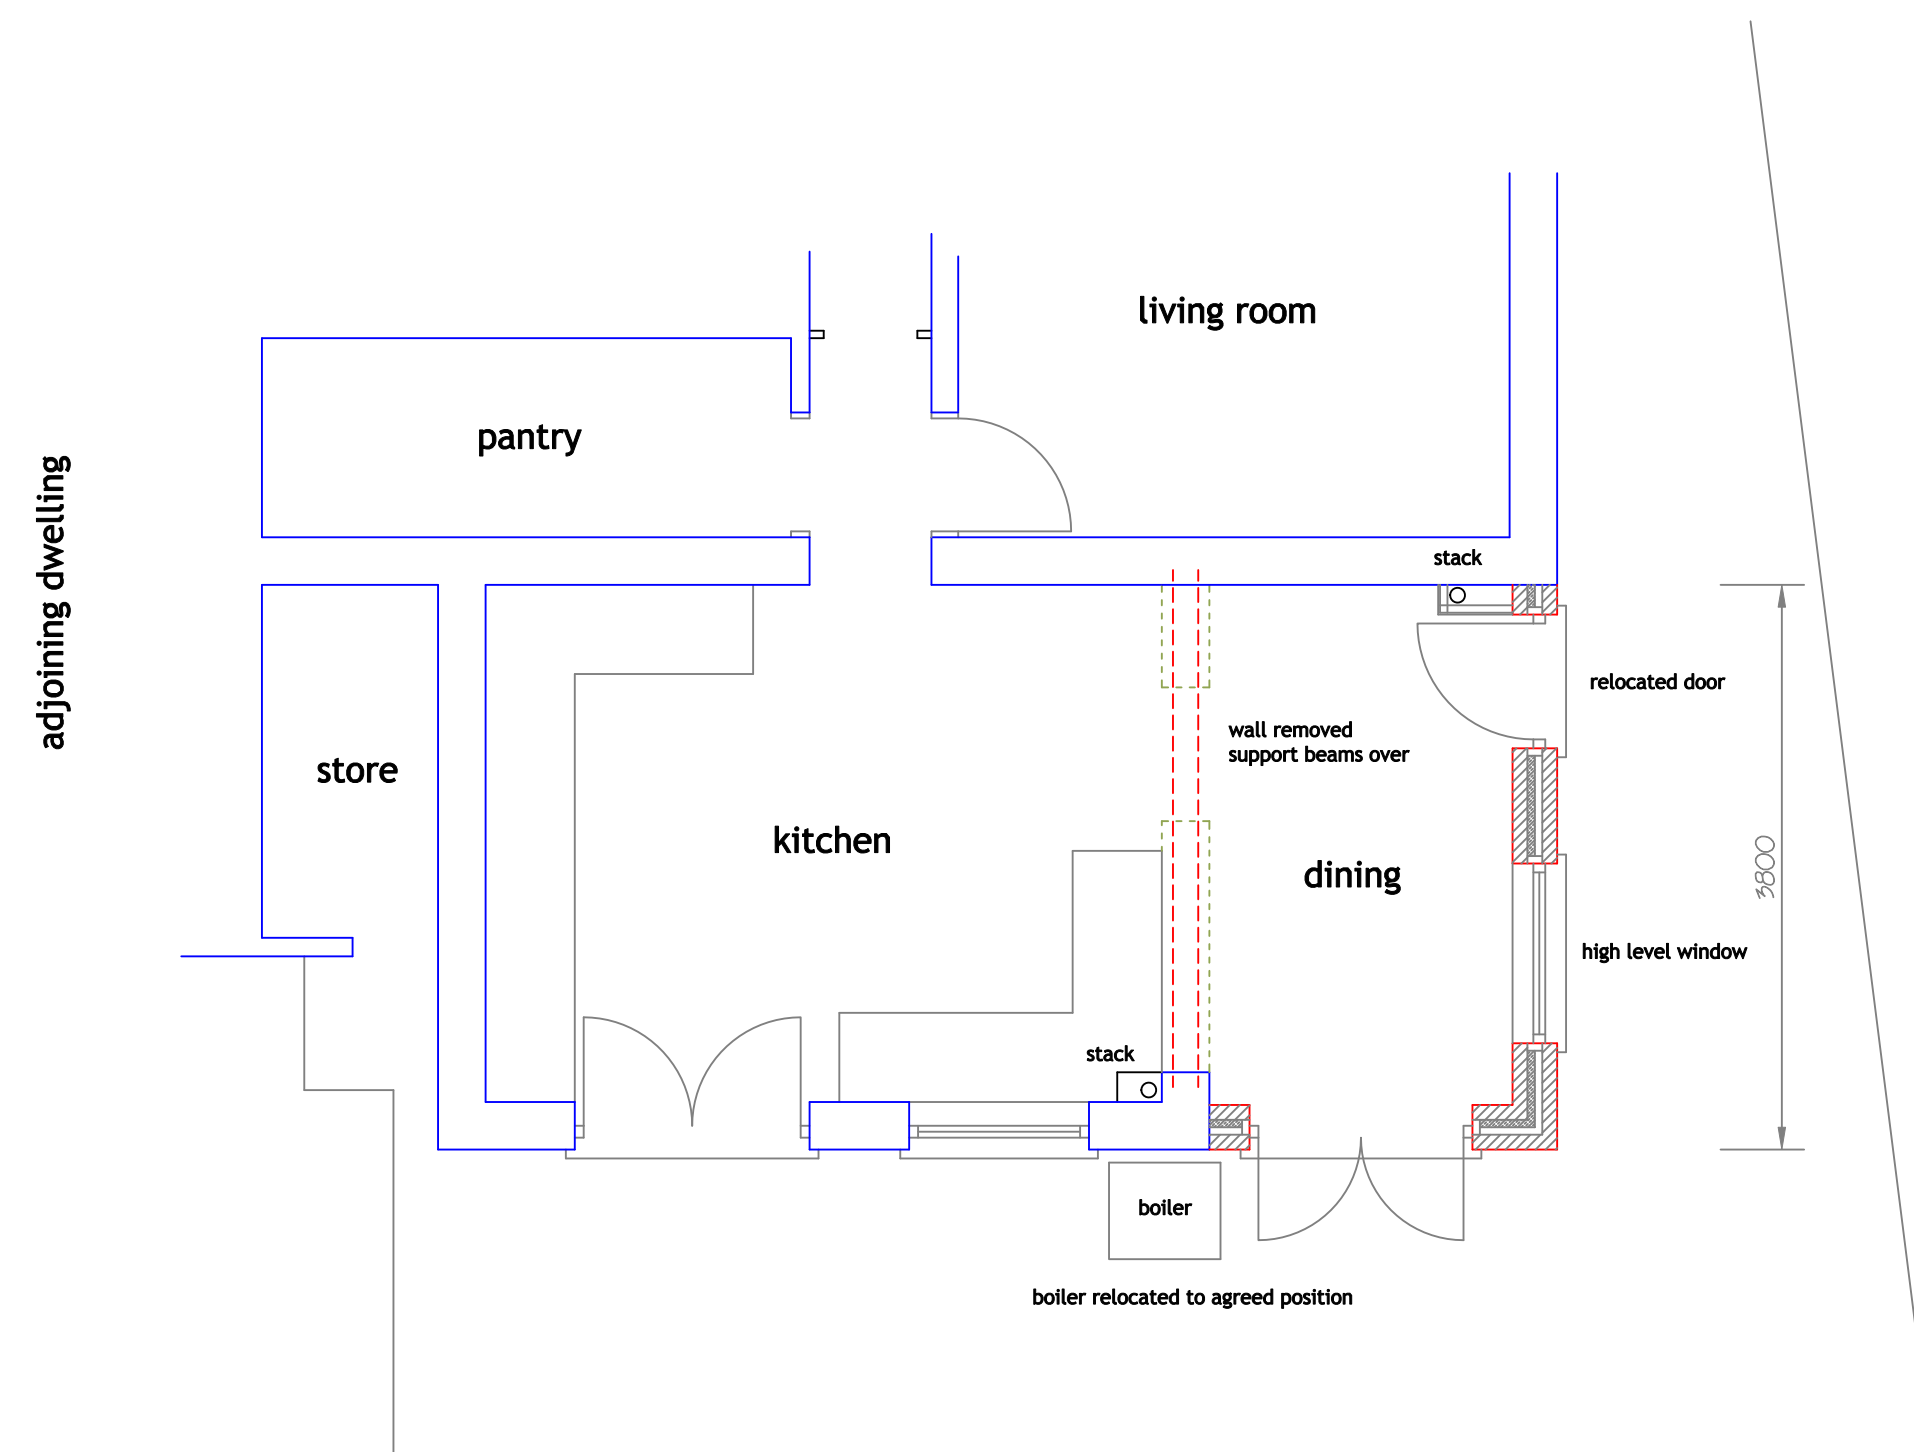 living room
pantry
adjoining dwelling
stack
relocated door
wall removed
support beams over
store
kitchen
dining
3800
high level window
stack
boiler
boiler relocated to agreed position